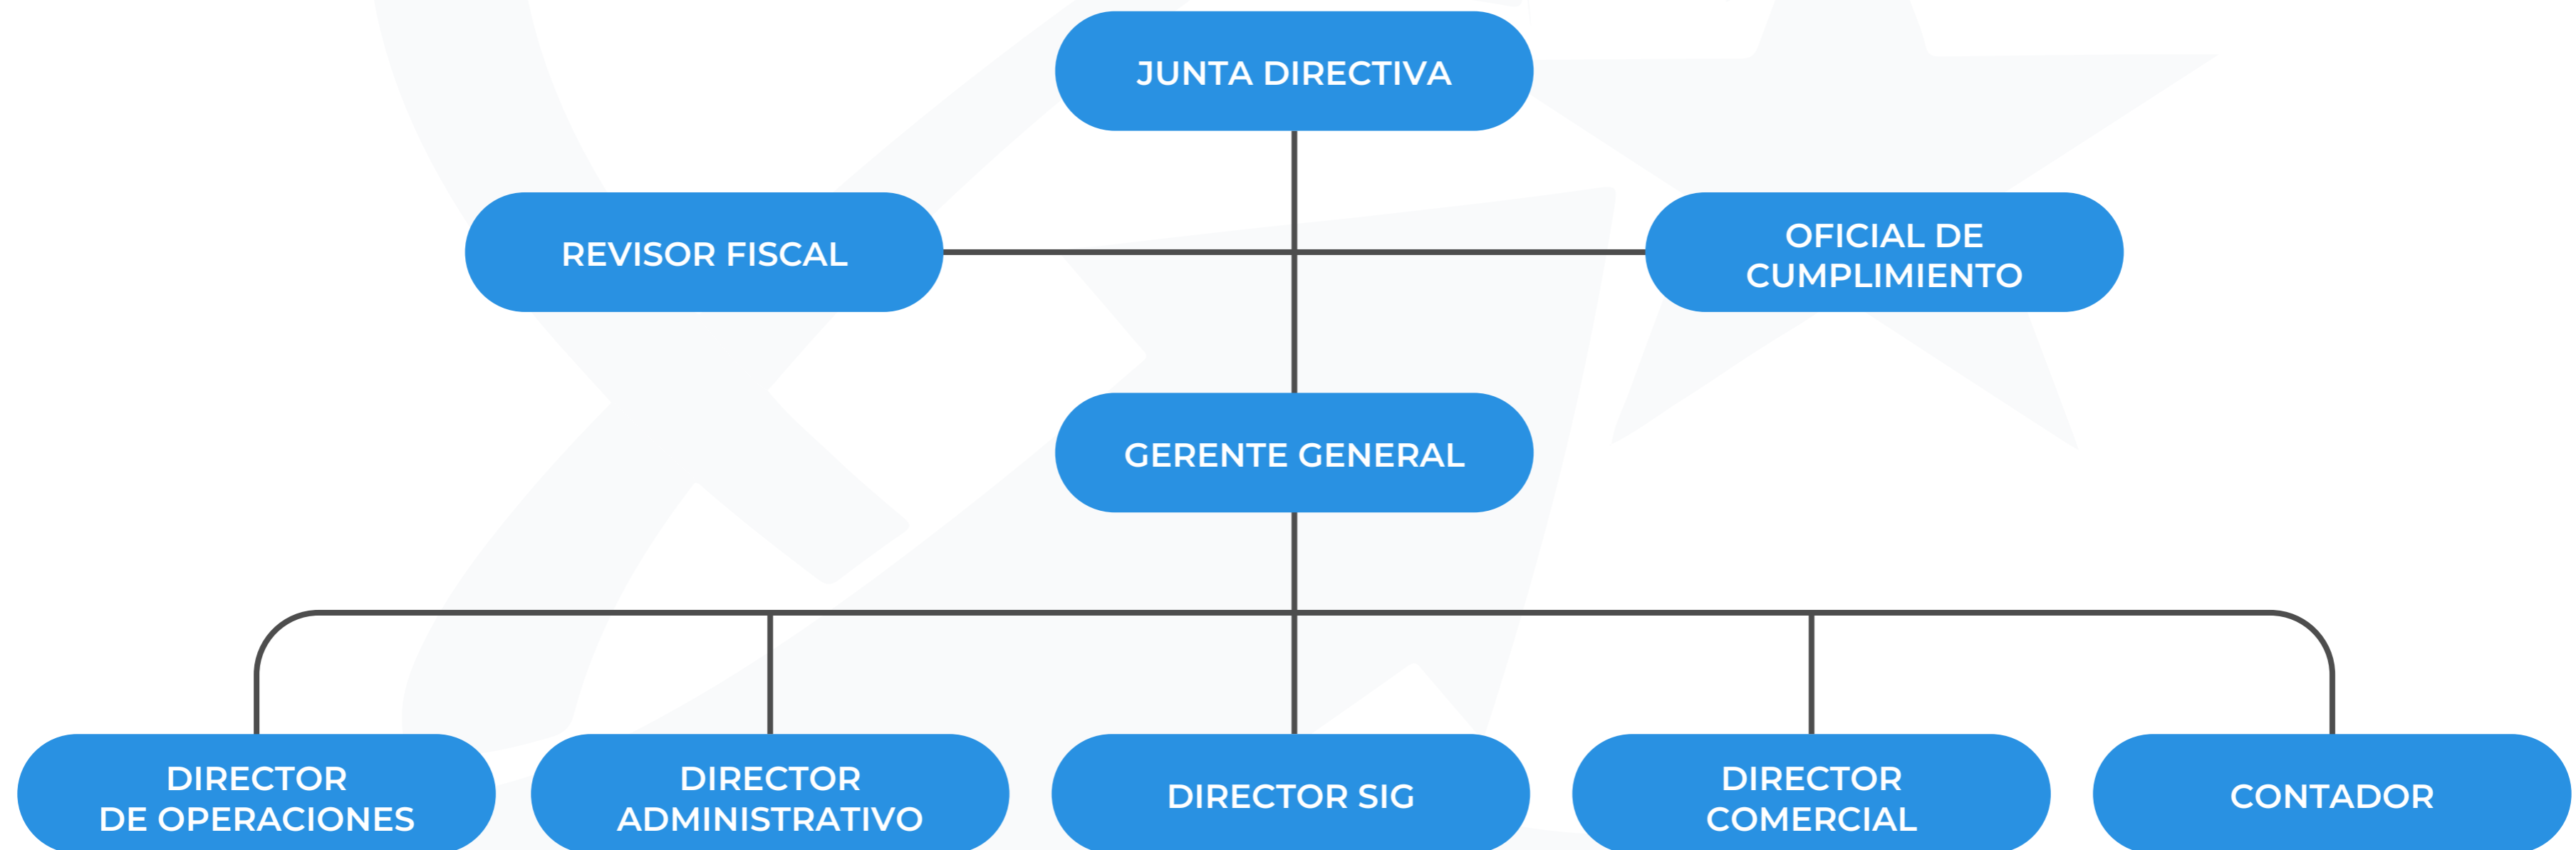 JUNTA DIRECTIVA
REVISOR FISCAL
OFICIAL DE
CUMPLIMIENTO
GERENTE GENERAL
DIRECTOR
DE OPERACIONES
DIRECTOR
ADMINISTRATIVO
DIRECTOR SIG
DIRECTOR
COMERCIAL
CONTADOR